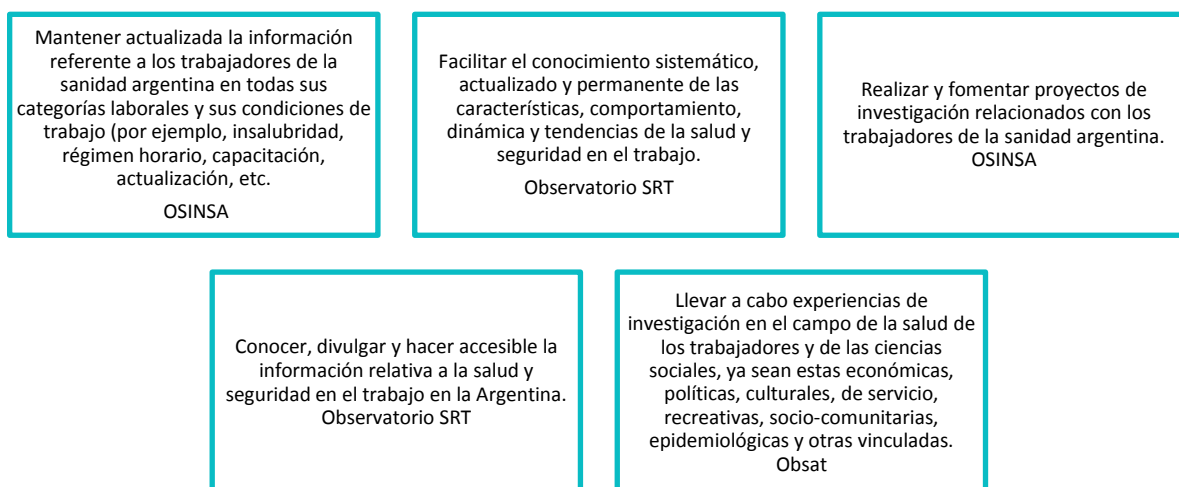 Mantener actualizada la información
referente a los trabajadores de la
sanidad argentina en todas sus
categorías laborales y sus condiciones de
trabajo (por ejemplo, insalubridad,
régimen horario, capacitación,
actualización, etc.
OSINSA
Facilitar el conocimiento sistemático,
actualizado y permanente de las
características, comportamiento,
dinámica y tendencias de la salud y
seguridad en el trabajo.
Observatorio SRT
Realizar y fomentar proyectos de
investigación relacionados con los
trabajadores de la sanidad argentina.
OSINSA
Conocer, divulgar y hacer accesible la
información relativa a la salud y
seguridad en el trabajo en la Argentina.
Observatorio SRT
Llevar a cabo experiencias de
investigación en el campo de la salud de
los trabajadores y de las ciencias
sociales, ya sean estas económicas,
políticas, culturales, de servicio,
recreativas, socio-comunitarias,
epidemiológicas y otras vinculadas.
Obsat